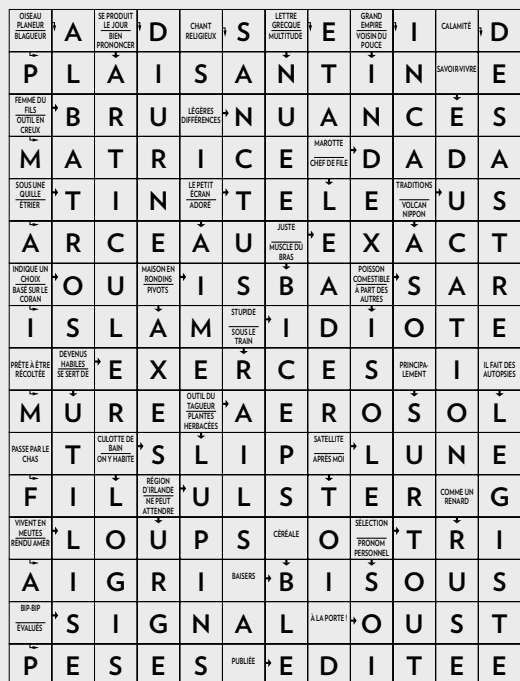 OISEAU PLANEUR BLAGUEUR A SE PRODUIT LE JOUR BIEN PRONONCER D CHANT RELIGIEUX S LETTRE GRECQUE MULTITUDE E GRAND EMPIRE VOISIN DU POUCE I CALAMITÉ D
P L A I S A N T I N SAVOIR-VIVRE E
FEMME DU FILS OUTIL EN CREUX B R U LÉGÈRES DIFFÉRENCES N U A N C E S
M A T R I C E MAROTTE CHEF DE FILE D A D A
SOUS UNE QUILLE ÉTRIER T I N LE PETIT ÉCRAN ADORÉ T E L E TRADITIONS VOLCAN NIPPON U S
A R C E A U JUSTE MUSCLE DU BRAS E X A C T
INDIQUE UN CHOIX BASE SUR LE CORAN O U MAISON EN RONDINS PIVOTS I S B A POISSON COMESTIBLE À PART DES AUTRES S A R
I S L A M STUPIDE SOUS LE TRAIN I D I O T E
PRÊTE À ÊTRE RÉCOLTÉE DEVENUS HABILES SE SERT DE E X E R C E S PRINCIPA- LEMENT I IL FAIT DES AUTOPSIES
M U R E OUTIL DU TAGUEUR PLANTES HERBACÉES A E R O S O L
PASSE PAR LE CHAS T CULOTTE DE BAIN ON Y HABITE S L I P SATELLITE APRÈS MOI L U N E
F I L RÉGION D'IRLANDE NE PEUT ATTENDRE U L S T E R COMME UN RENARD G
VIVENT EN MEUTES RENDU AMER L O U P S CÉRÉALE O SÉLECTION PRONOM PERSONNEL T R I
A I G R I BAISERS B I S O U S
BIP-BIP ÉVALUÉS S I G N A L À LA PORTE ! O U S T
P E S E S PUBLIÉE E D I T E E